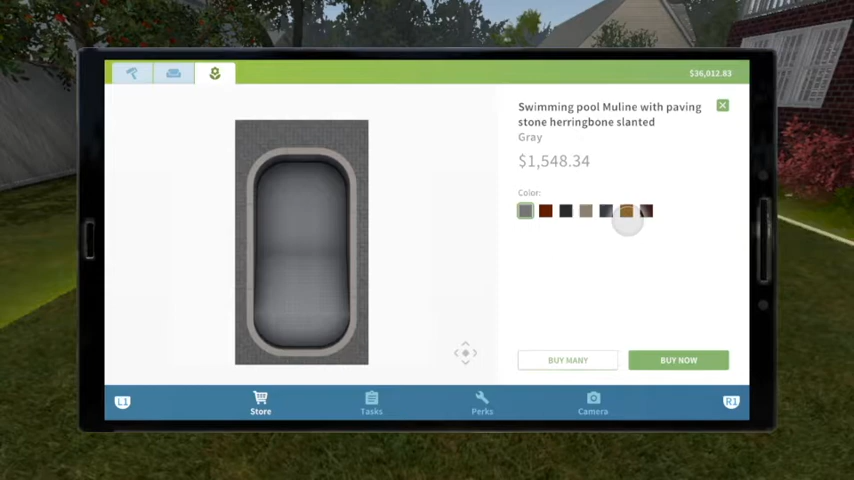 $36,012.83
Swimming pool Muline with paving
stone herringbone slanted
Gray
$1,548.34
Color:
BUY MANY
BUY NOW
L1
Store
Tasks
Perks
Camera
R1